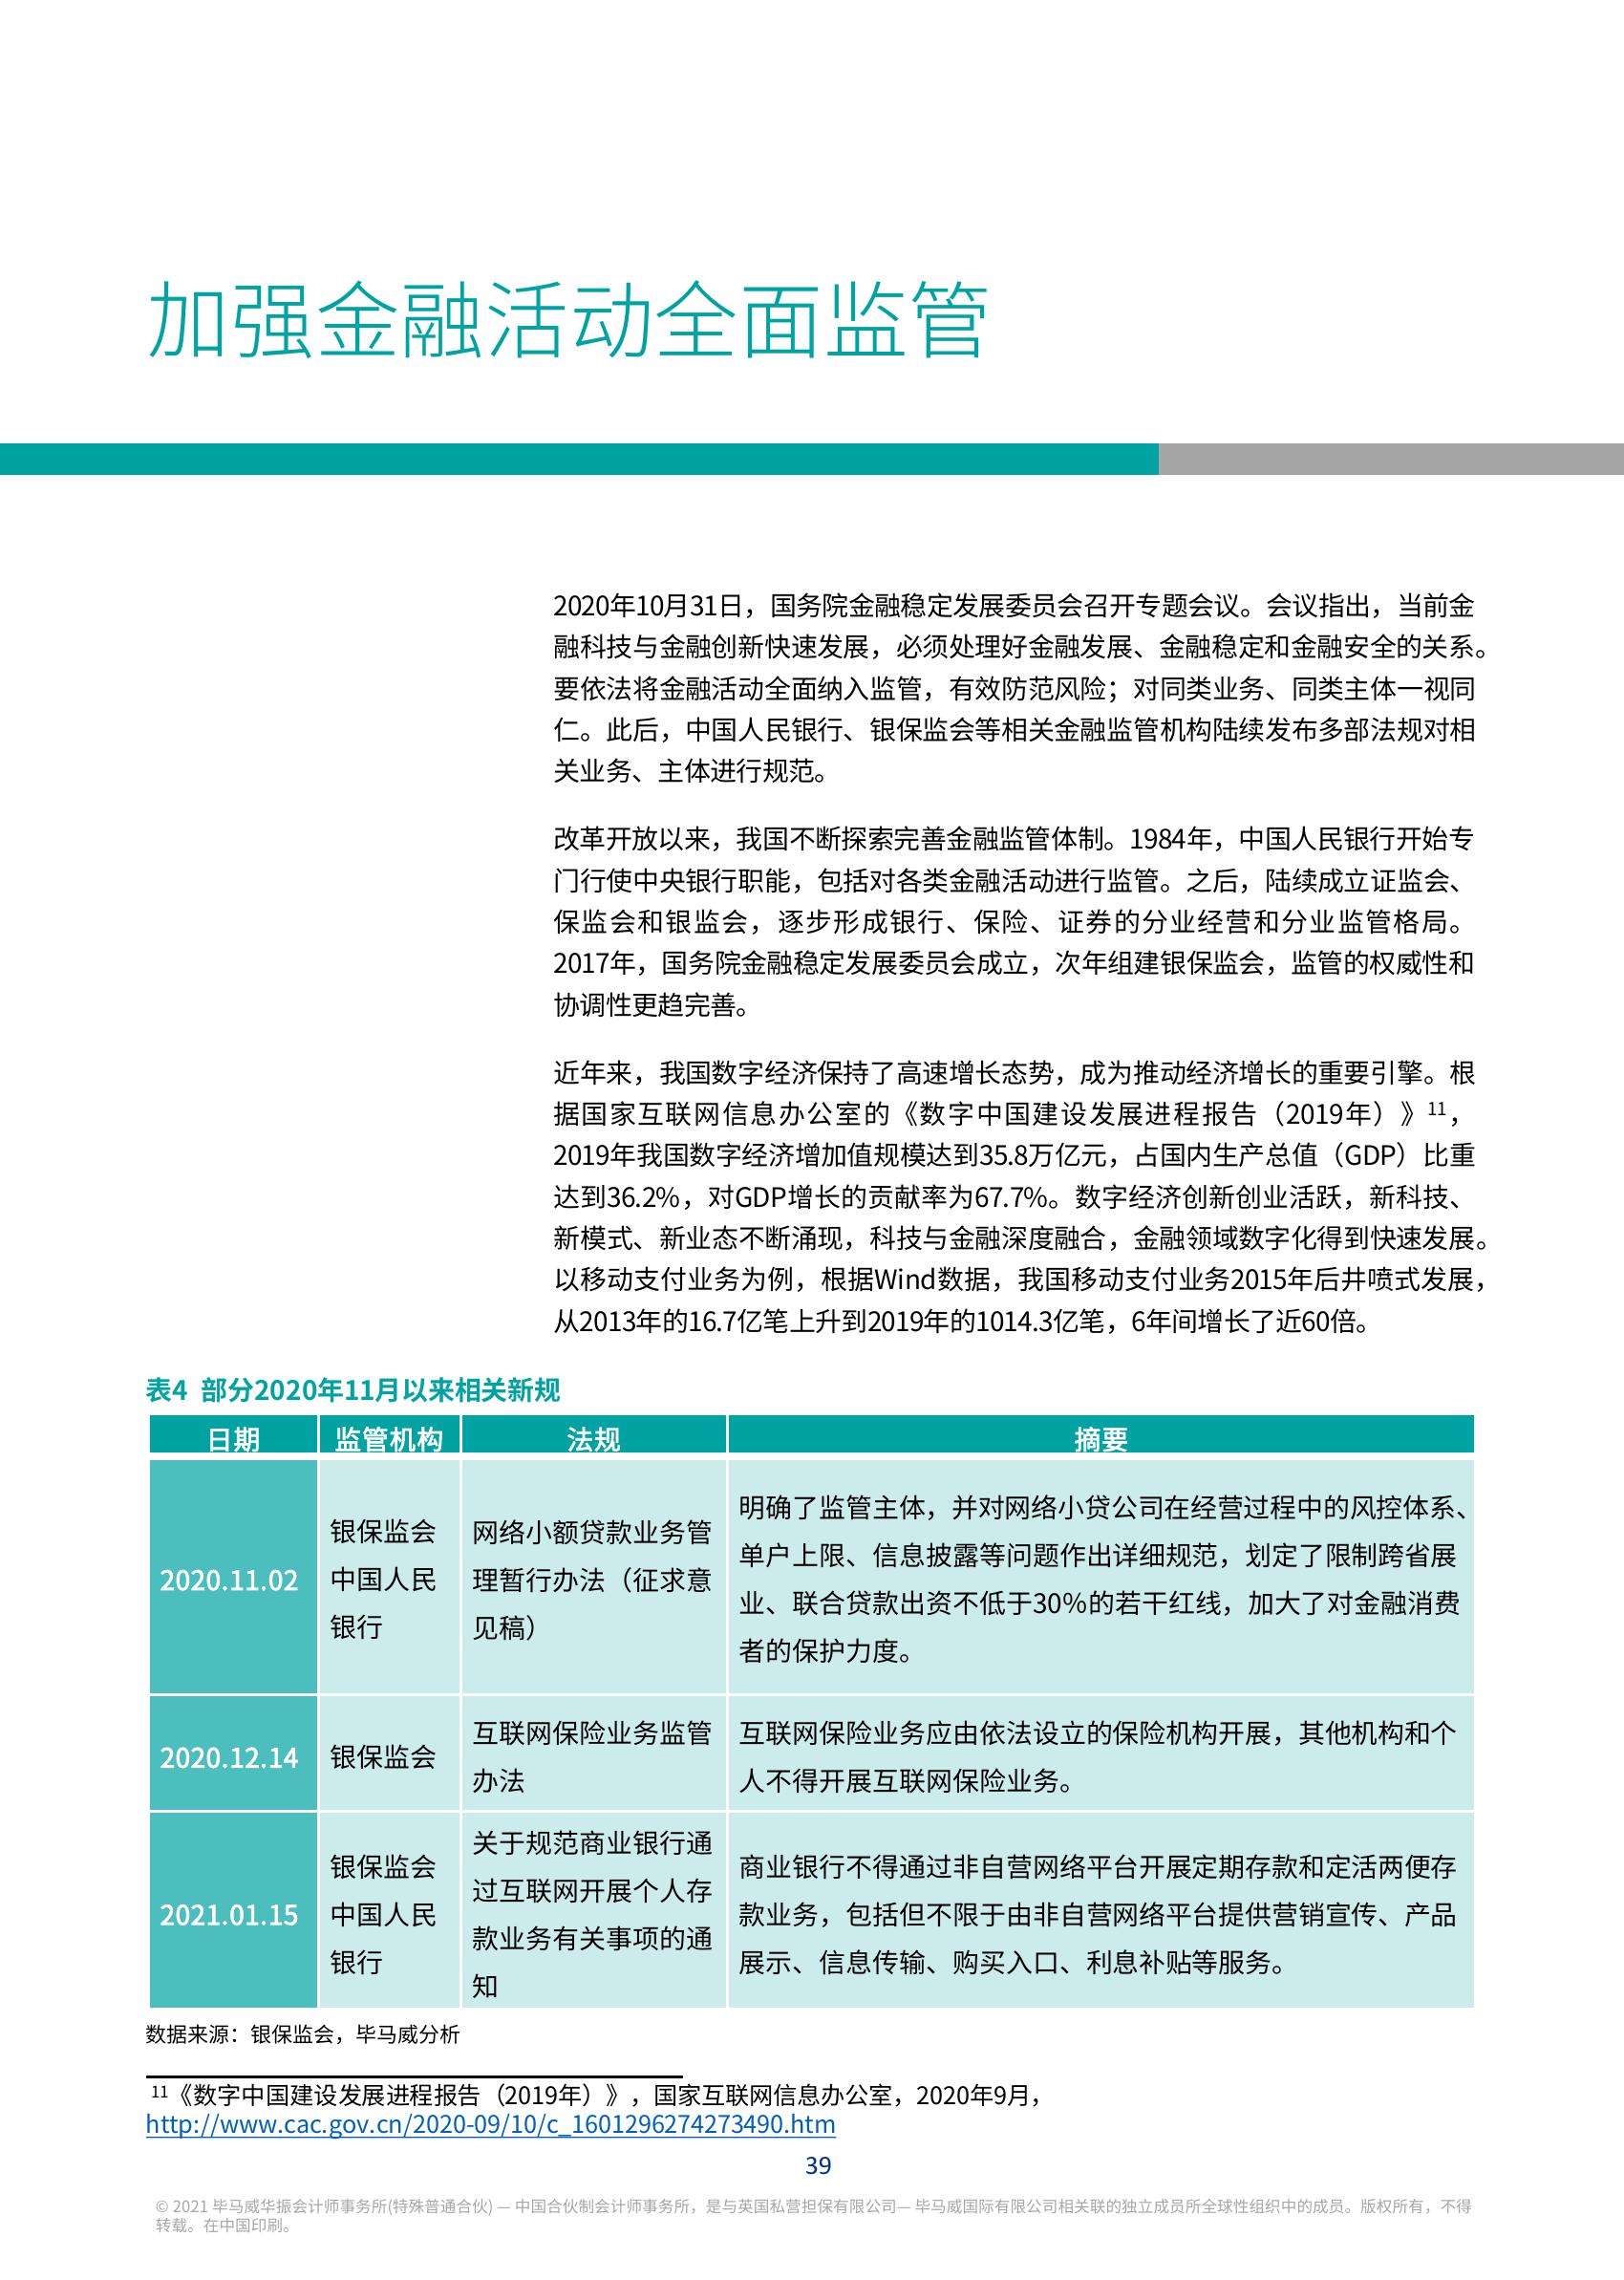 加强金融活动全面监管
2020年10月31日，国务院金融稳定发展委员会召开专题会议。会议指出，当前金
融科技与金融创新快速发展，必须处理好金融发展、金融稳定和金融安全的关系。
要依法将金融活动全面纳入监管，有效防范风险；对同类业务、同类主体一视同
仁。此后，中国人民银行、银保监会等相关金融监管机构陆续发布多部法规对相
关业务、主体进行规范。
改革开放以来，我国不断探索完善金融监管体制。1984年，中国人民银行开始专
门行使中央银行职能，包括对各类金融活动进行监管。之后，陆续成立证监会、
保监会和银监会，逐步形成银行、保险、证券的分业经营和分业监管格局。
2017年，国务院金融稳定发展委员会成立，次年组建银保监会，监管的权威性和
协调性更趋完善。
近年来，我国数字经济保持了高速增长态势，成为推动经济增长的重要引擎。根
据国家互联网信息办公室的《数字中国建设发展进程报告（2019年）》11，
2019年我国数字经济增加值规模达到35.8万亿元，占国内生产总值（GDP）比重
达到36.2%，对GDP增长的贡献率为67.7%。数字经济创新创业活跃，新科技、
新模式、新业态不断涌现，科技与金融深度融合，金融领域数字化得到快速发展。
以移动支付业务为例，根据Wind数据，我国移动支付业务2015年后井喷式发展，
从2013年的16.7亿笔上升到2019年的1014.3亿笔，6年间增长了近60倍。
表4 部分2020年11月以来相关新规
日期 监管机构 法规 摘要
2020.11.02
银保监会
中国人民
银行
网络小额贷款业务管
理暂行办法（征求意
见稿）
明确了监管主体，并对网络小贷公司在经营过程中的风控体系、
单户上限、信息披露等问题作出详细规范，划定了限制跨省展
业、联合贷款出资不低于30%的若干红线，加大了对金融消费
者的保护力度。
2020.12.14
银保监会
互联网保险业务监管
办法
互联网保险业务应由依法设立的保险机构开展，其他机构和个
人不得开展互联网保险业务。
2021.01.15
银保监会
中国人民
银行
关于规范商业银行通
过互联网开展个人存
款业务有关事项的通
知
商业银行不得通过非自营网络平台开展定期存款和定活两便存
款业务，包括但不限于由非自营网络平台提供营销宣传、产品
展示、信息传输、购买入口、利息补贴等服务。
数据来源：银保监会，毕马威分析
11《数字中国建设发展进程报告（2019年）》，国家互联网信息办公室，2020年9月，
http://www.cac.gov.cn/2020-09/10/c_1601296274273490.htm
39
© 2021 毕马威华振会计师事务所(特殊普通合伙) — 中国合伙制会计师事务所，是与英国私营担保有限公司— 毕马威国际有限公司相关联的独立成员所全球性组织中的成员。版权所有，不得
转载。在中国印刷。